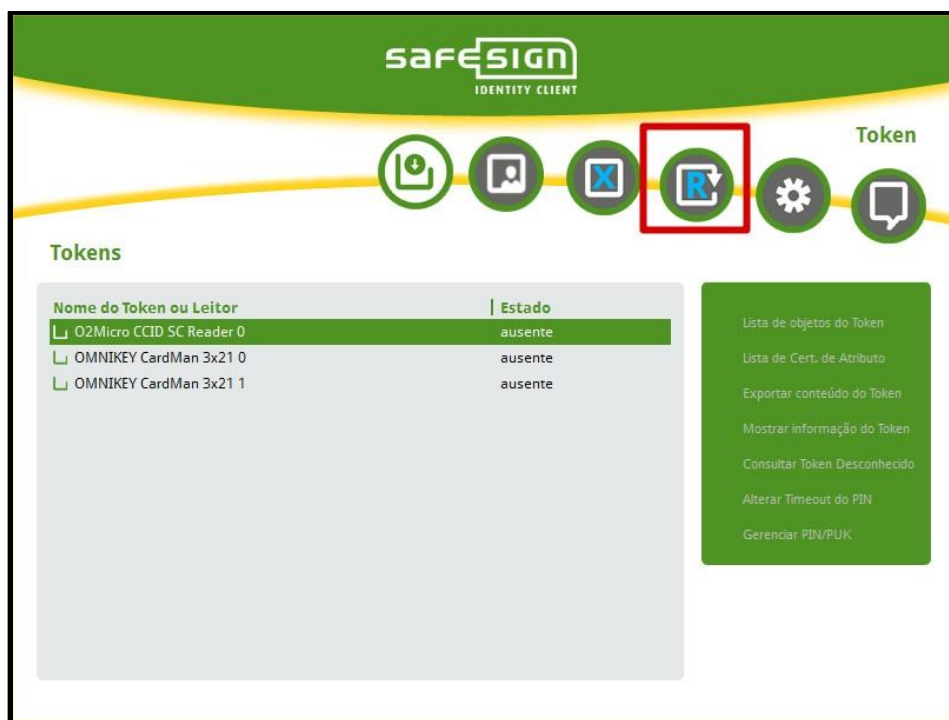 safesign
IDENTITY CLIENT
Token
X
R
Tokens
Nome do Token ou Leitor
Estado
O2Micro CCID SC Reader 0
ausente
OMNIKEY CardMan 3x21 0
ausente
OMNIKEY CardMan 3x21 1
ausente
Lista de objetos do Token
Lista de Cert. de Atributo
Exportar conteúdo do Token
Mostrar informação do Token
Consultar Token Desconhecido
Alterar Timeout do PIN
Gerenciar PIN/PUK